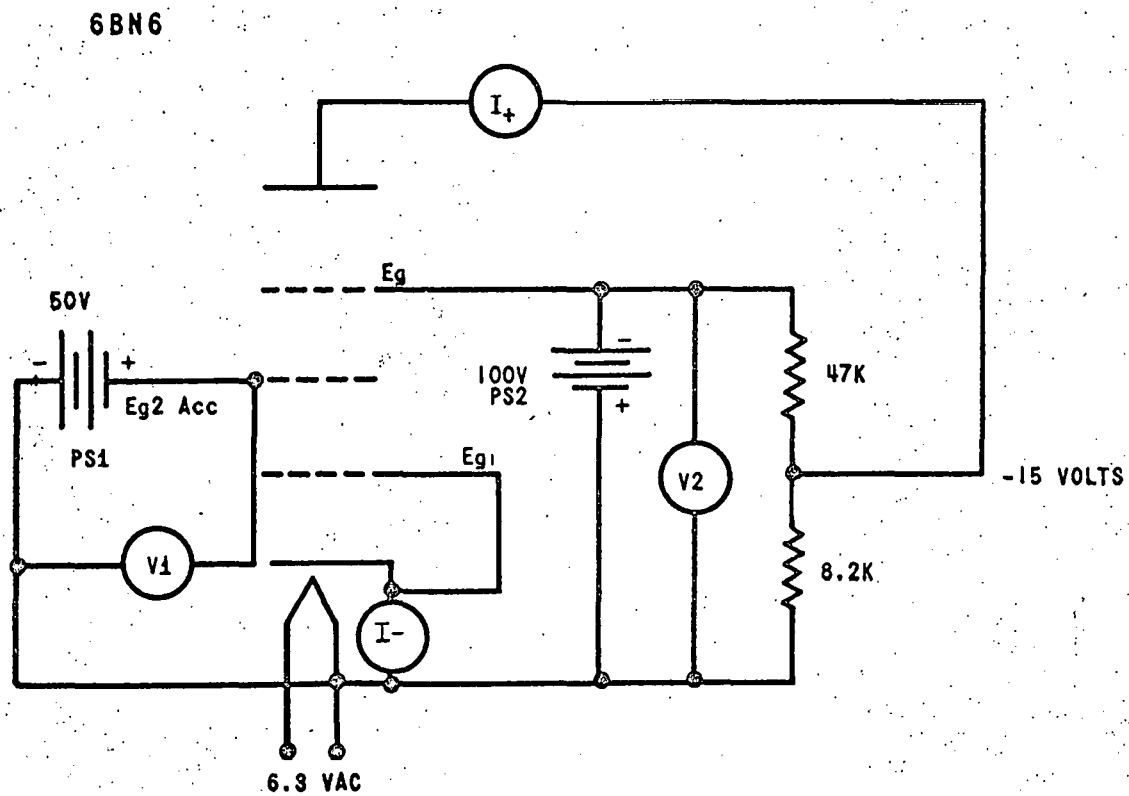 6BN6
I+
Eg
50V
- +
Eg2 Acc
PS1
100V
PS2
-
+
47K
Eg1
V2
-15 VOLTS
V1
8.2K
I-
6.3 VAC